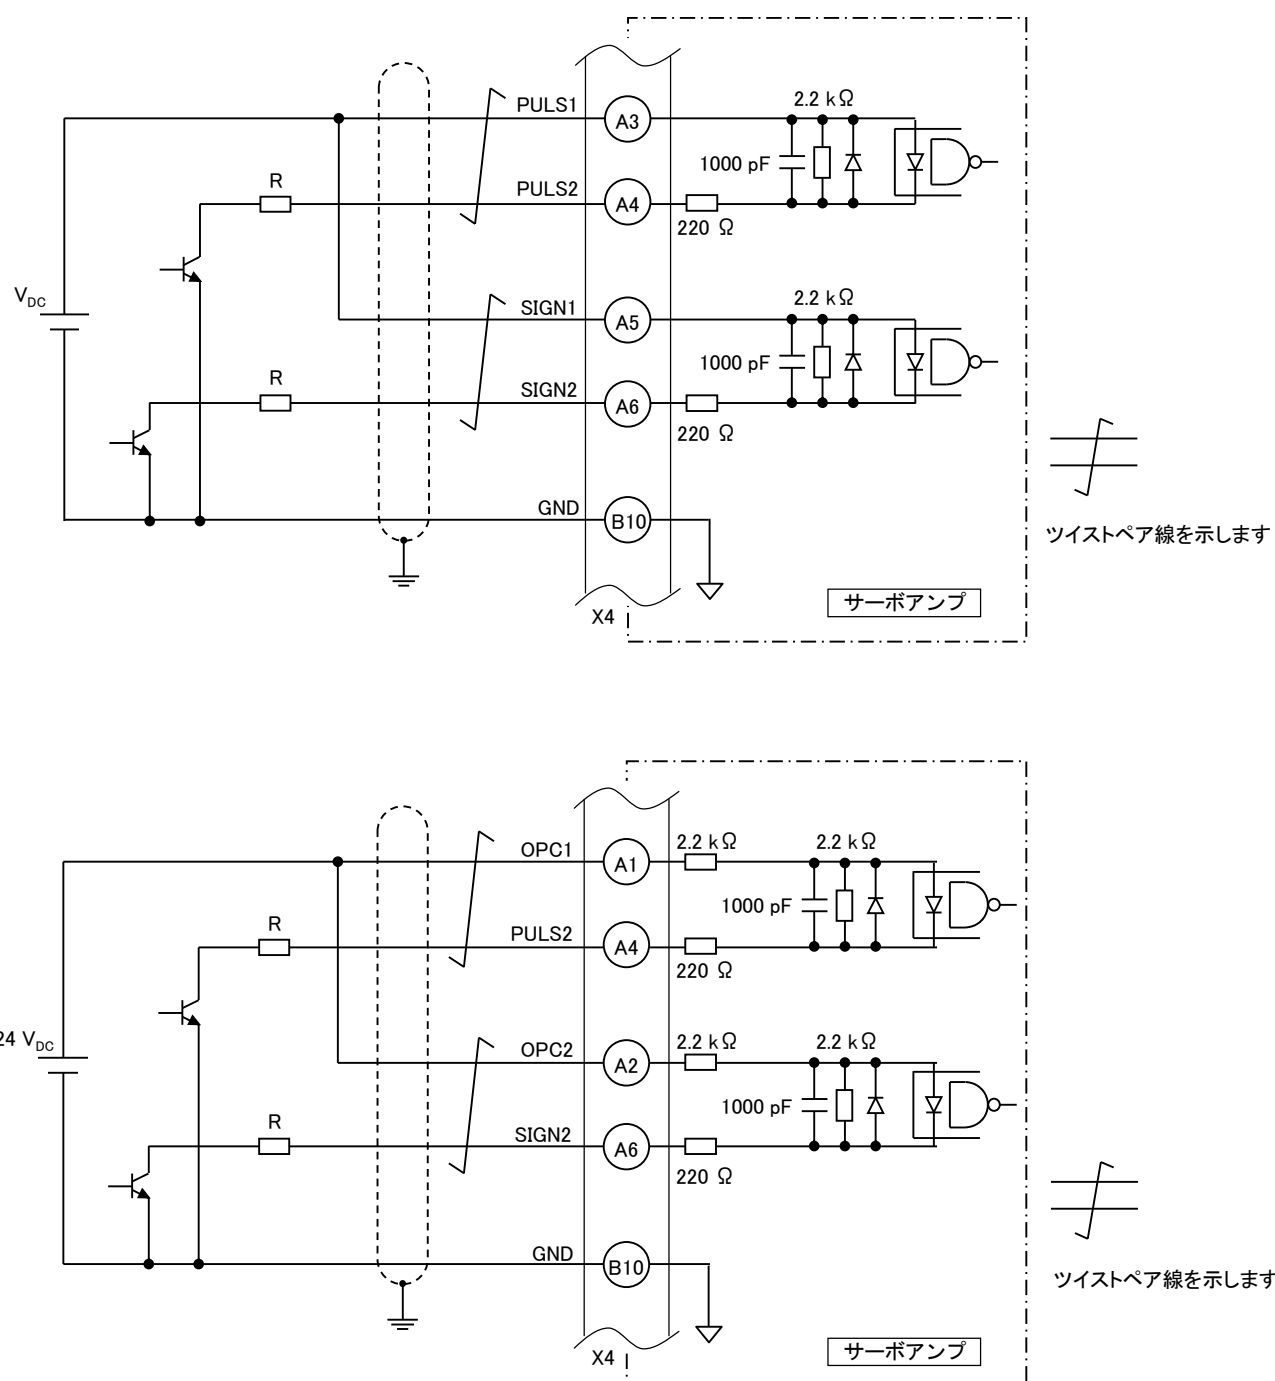 2.2 kΩ
PULS1
A3
1000 pF
R
PULS2
A4
220 Ω
V_DC
2.2 kΩ
SIGN1
A5
1000 pF
R
SIGN2
A6
220 Ω
GND
B10
ツイストペア線を示します
サーボアンプ
X4
2.2 kΩ
2.2 kΩ
OPC1
A1
1000 pF
R
PULS2
A4
220 Ω
24 V_DC
2.2 kΩ
2.2 kΩ
OPC2
A2
1000 pF
R
SIGN2
A6
220 Ω
GND
B10
ツイストペア線を示します
サーボアンプ
X4